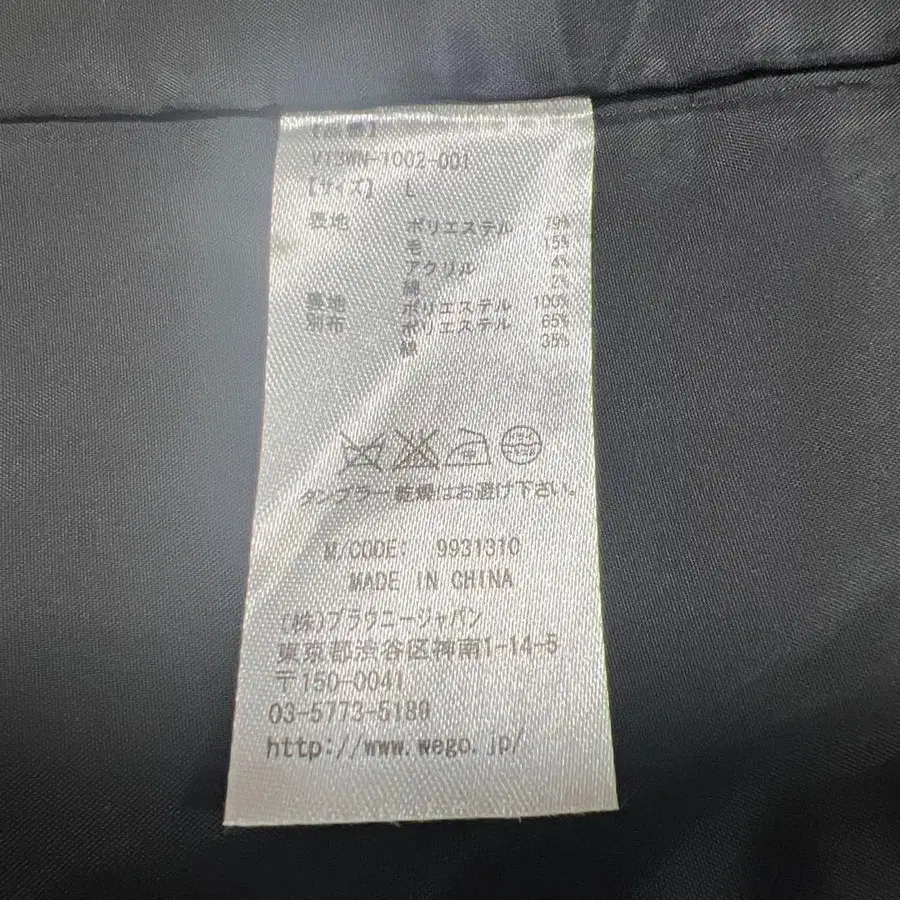 【品番】
V13WN-1002-001
【サイズ】 L
表地 ポリエステル 79%
毛 15%
アクリル 4%
綿 2%
裏地 ポリエステル 100%
別布 ポリエステル 65%
綿 35%
タンブラー乾燥はお避け下さい。
M/CODE: 9931310
MADE IN CHINA
(株)ブラウニージャパン
東京都渋谷区神南1-14-5
〒150-0041
03-5773-5189
http://www.wego.jp/